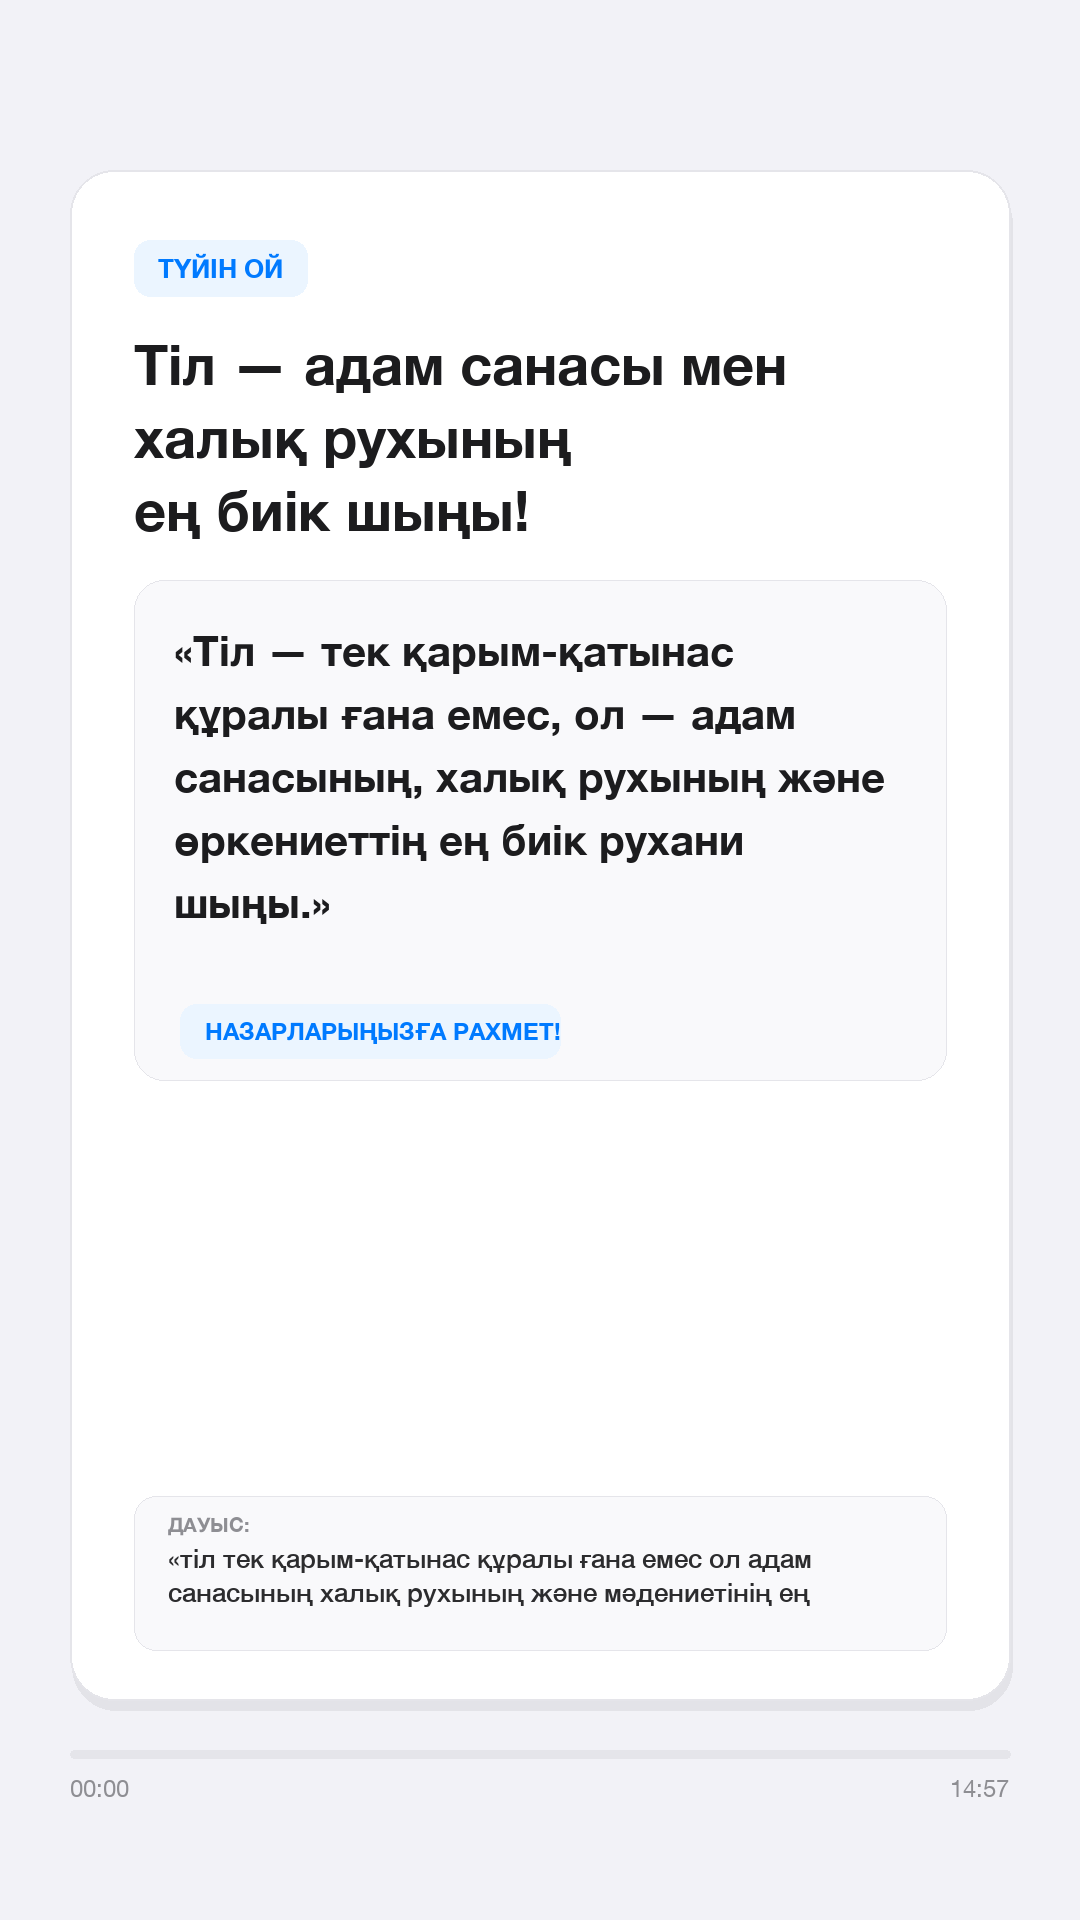 ТҮЙІН ОЙ
Тіл — адам санасы мен
халық рухының
ең биік шыңы!
«Тіл — тек қарым-қатынас
құралы ғана емес, ол — адам
санасының, халық рухының және
өркениеттің ең биік рухани
шыңы.»
НАЗАРЛАРЫҢЫЗҒА РАХМЕТ!
ДАУЫС:
«тіл тек қарым-қатынас құралы ғана емес ол адам
санасының халық рухының және мәдениетінің ең
00:00
14:57